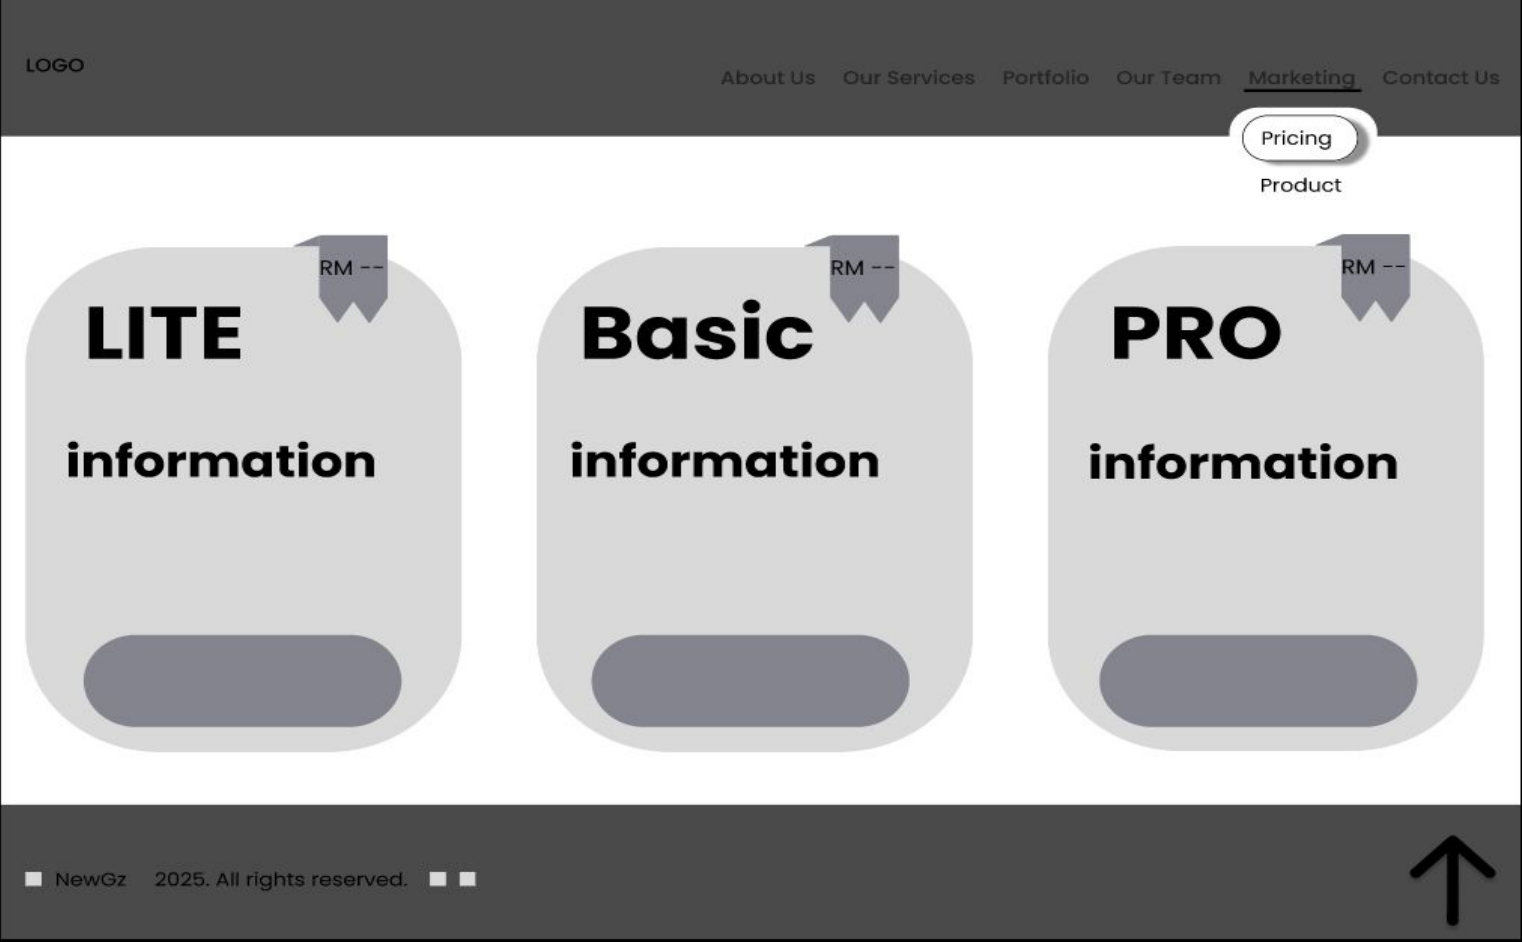 LOGO
About Us Our Services Portfolio Our Team Marketing Contact Us
Pricing
Product
RM --
RM --
RM --
LITE
Basic
PRO
information
information
information
NewGz 2025. All rights reserved.